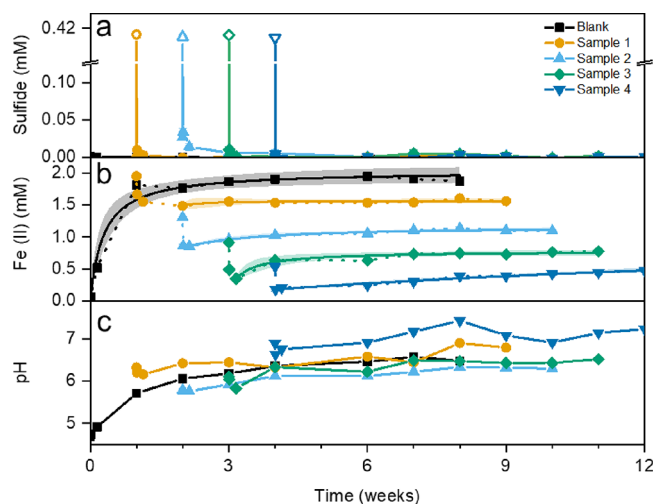 a
0.42
0.10
0.05
0.00
Sulfide (mM)
Blank
Sample 1
Sample 2
Sample 3
Sample 4
b
2.0
1.5
1.0
0.5
0.0
Fe (II) (mM)
c
7
6
5
pH
0 3 6 9 12
Time (weeks)